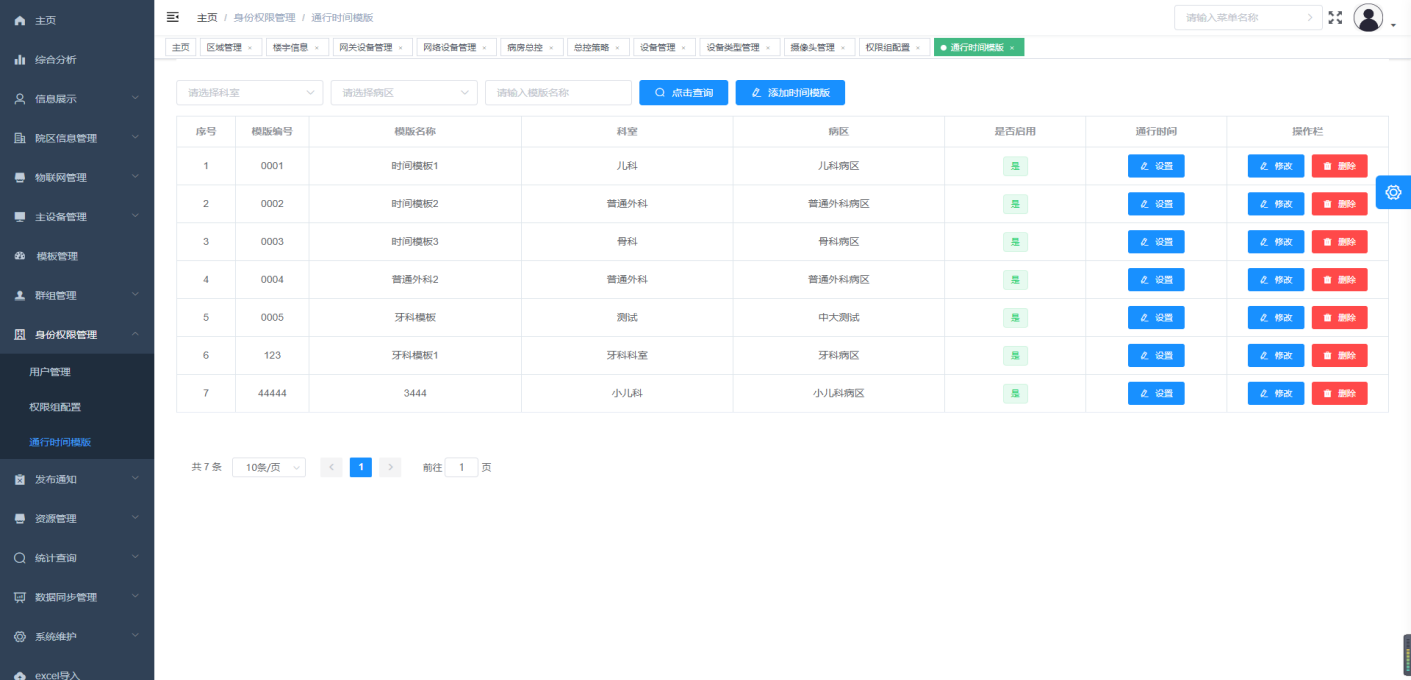 主页
综合分析
信息展示
院区信息管理
物联网管理
主设备管理
模板管理
群组管理
身份权限管理
用户管理
权限组配置
通行时间模版
发布通知
资源管理
统计查询
数据同步管理
系统维护
excel导入
主页 / 身份权限管理 / 通行时间模版
请输入菜单名称
主页 区域管理 × 楼宇信息 × 网关设备管理 × 网络设备管理 × 病房总控 × 总控策略 × 设备管理 × 设备类型管理 × 摄像头管理 × 权限组配置 × 通行时间模版 ×
请选择科室 请选择病区 请输入模版名称 点击查询 添加时间模版
序号 模版编号 模版名称 科室 病区 是否启用 通行时间 操作栏
1 0001 时间模板1 儿科 儿科病区 是 设置 修改 删除
2 0002 时间模板2 普通外科 普通外科病区 是 设置 修改 删除
3 0003 时间模板3 骨科 骨科病区 是 设置 修改 删除
4 0004 普通外科2 普通外科 普通外科病区 是 设置 修改 删除
5 0005 牙科模板 测试 中大测试 是 设置 修改 删除
6 123 牙科模板1 牙科科室 牙科病区 是 设置 修改 删除
7 44444 3444 小儿科 小儿科病区 是 设置 修改 删除
共 7 条 10条/页 1 前往 1 页